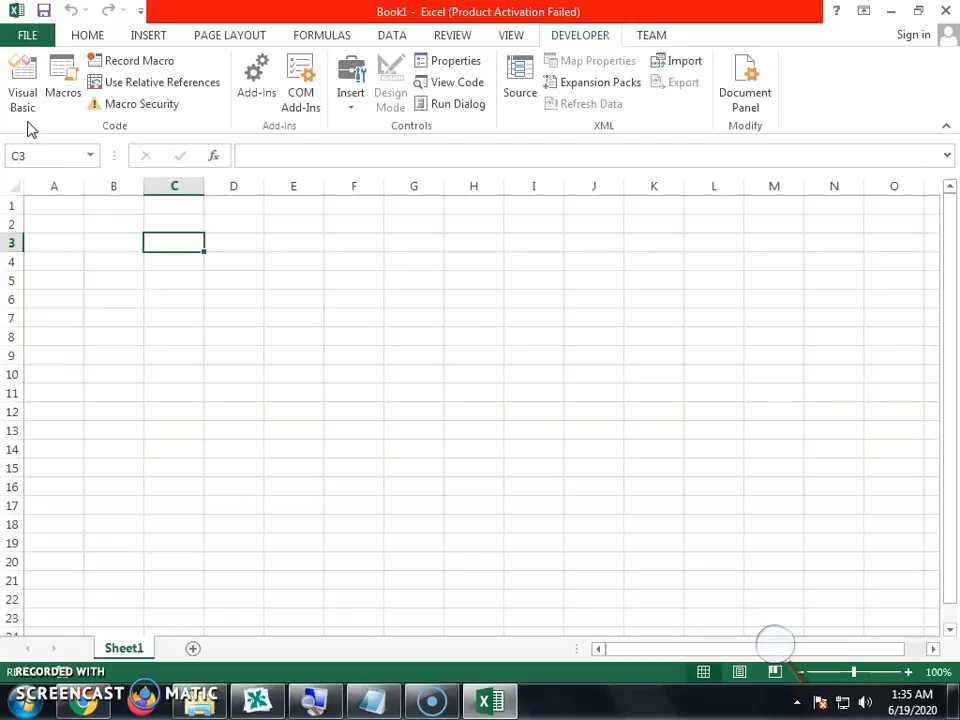 Book1 - Excel (Product Activation Failed)
?
FILE HOME INSERT PAGE LAYOUT FORMULAS DATA REVIEW VIEW DEVELOPER TEAM Sign in
Visual Basic
Macros
Record Macro
Use Relative References
Macro Security
Code
Add-Ins
COM Add-Ins
Add-Ins
Insert
Design Mode
Properties
View Code
Run Dialog
Controls
Source
Map Properties
Expansion Packs
Refresh Data
Import
Export
XML
Document Panel
Modify
C3
fx
A B C D E F G H I J K L M N O
1
2
3
4
5
6
7
8
9
10
11
12
13
14
15
16
17
18
19
20
21
22
23
Sheet1
100%
RECORDED WITH
SCREENCAST MATIC
1:35 AM
6/19/2020